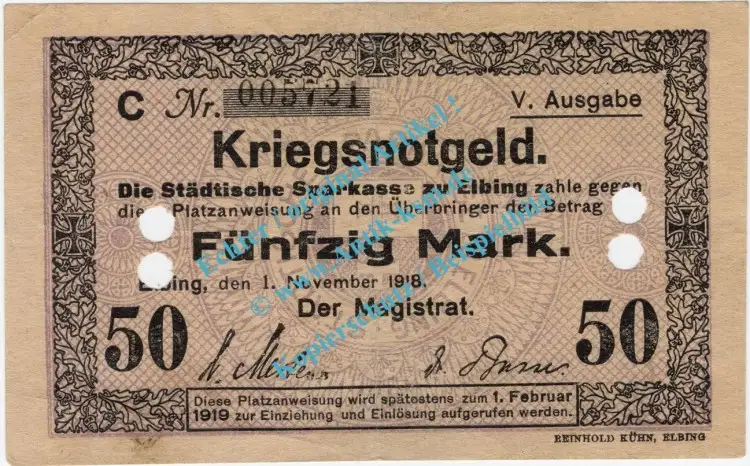 C Nr. 005721 V. Ausgabe
Kriegsnotgeld.
Die Städtische Sparkasse zu Elbing zahle gegen
diese Platzanweisung an den Überbringer den Betrag
Fünfzig Mark.
Elbing, den 1. November 1918.
Der Magistrat.
50 50
Diese Platzanweisung wird spätestens zum 1. Februar
1919 zur Einziehung und Einlösung aufgerufen werden.
REINHOLD KÜHN, ELBING